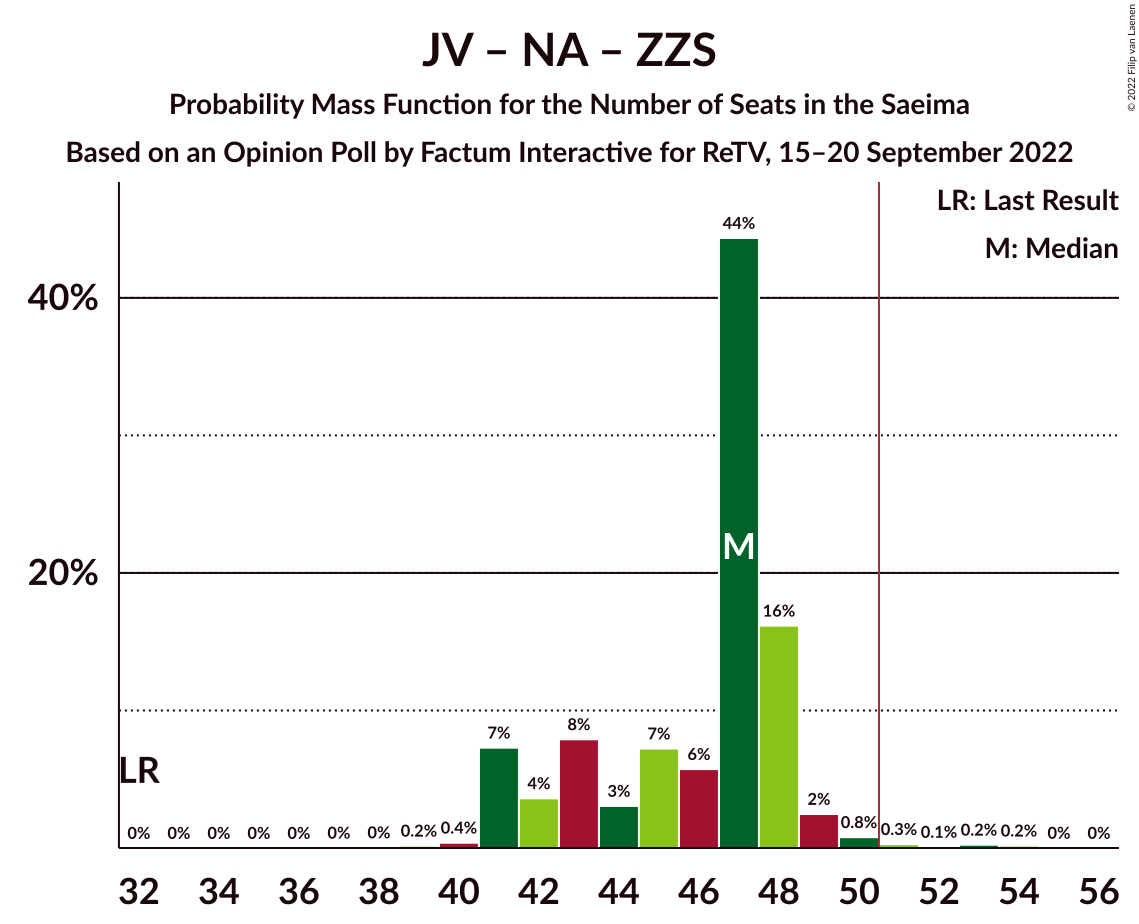 JV – NA – ZZS
Probability Mass Function for the Number of Seats in the Saeima
Based on an Opinion Poll by Factum Interactive for ReTV, 15–20 September 2022
© 2022 Filip van Laenen
LR: Last Result
M: Median
40%
20%
44%
M
16%
7%
4%
8%
3%
7%
6%
2%
LR
0% 0% 0% 0% 0% 0% 0% 0.2% 0.4% 0.8% 0.3% 0.1% 0.2% 0.2% 0% 0%
32 34 36 38 40 42 44 46 48 50 52 54 56